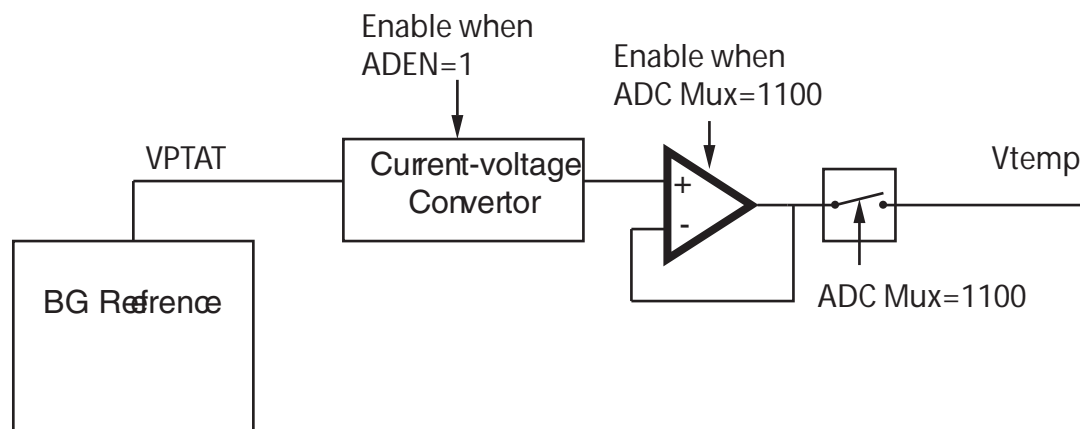 Enable when
ADEN=1
Enable when
ADC Mux=1100
VPTAT
Current-voltage
Convertor
+
-
Vtemp
ADC Mux=1100
BG Refrence